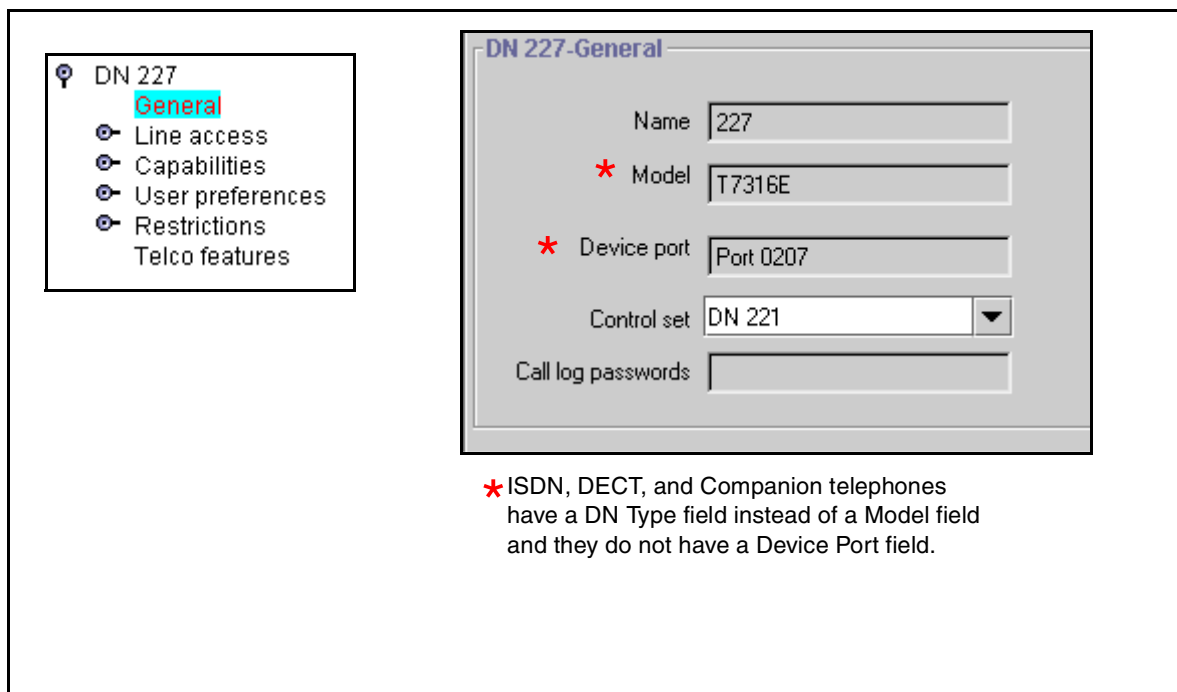 DN 227
General
Line access
Capabilities
User preferences
Restrictions
Telco features
DN 227-General
Name 227
* Model T7316E
* Device port Port 0207
Control set DN 221
Call log passwords
* ISDN, DECT, and Companion telephones
have a DN Type field instead of a Model field
and they do not have a Device Port field.